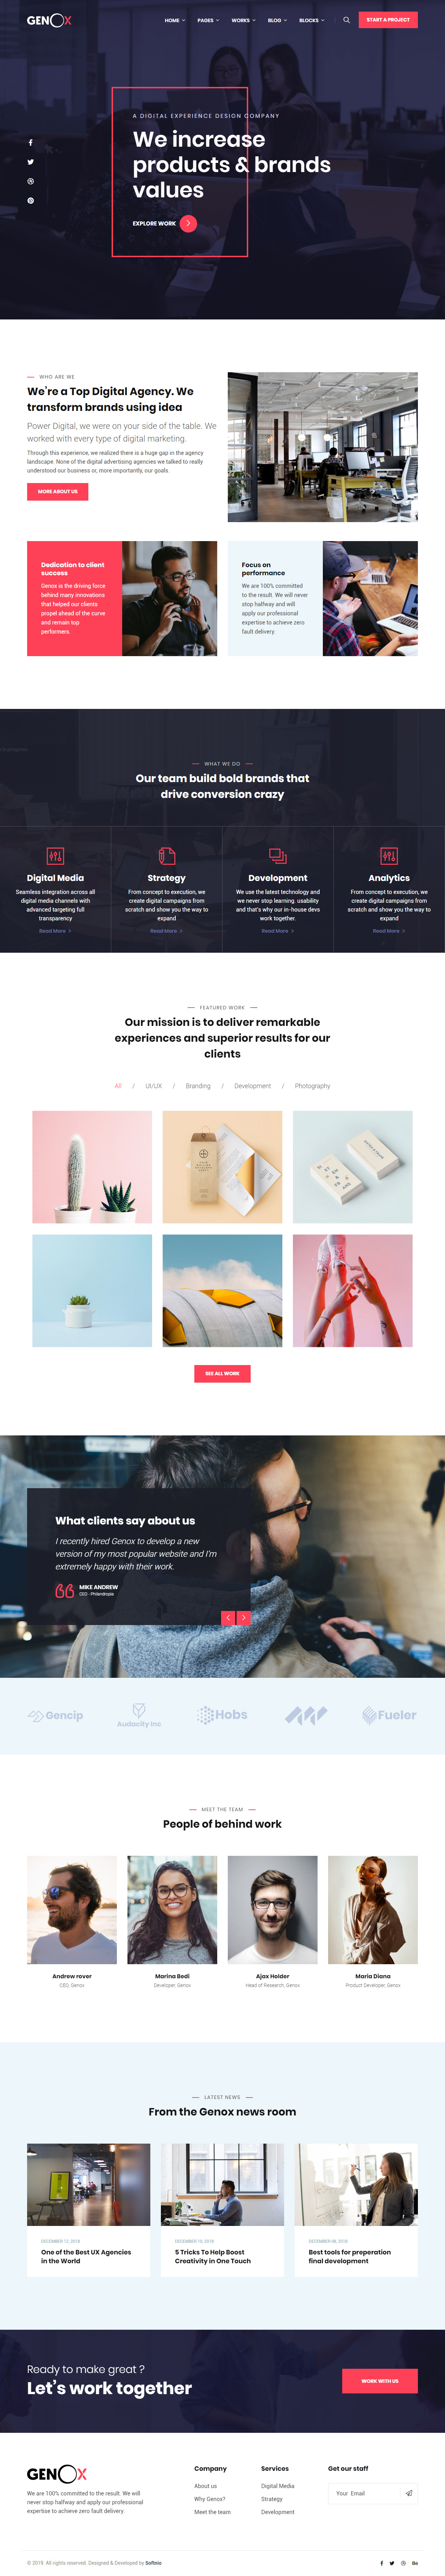 GENOX
HOME
PAGES
WORKS
BLOG
BLOCKS
START A PROJECT
A DIGITAL EXPERIENCE DESIGN COMPANY
We increase
products & brands
values
EXPLORE WORK
WHO ARE WE
We're a Top Digital Agency. We
transform brands using idea
Power Digital, we were on your side of the table. We
worked with every type of digital marketing.
Through this experience, we realized there is a huge gap in the agency
landscape. None of the digital advertising agencies we talked to really
understood our business or, more importantly, our goals.
MORE ABOUT US
Dedication to client
success
Genox is the driving force
behind many innovations
that helped our clients
propel ahead of the curve
and remain top
performers.
Focus on
performance
We are 100% committed
to the result. We will never
stop halfway and will
apply our professional
expertise to achieve zero
fault delivery.
WHAT WE DO
Our team build bold brands that
drive conversion crazy
Digital Media
Seamless integration across all
digital media channels with
advanced targeting full
transparency
Read More
Strategy
From concept to execution, we
create digital campaigns from
scratch and show you the way to
expand
Read More
Development
We use the latest technology and
we never stop learning. usability
and that's why our in-house devs
work together.
Read More
Analytics
From concept to execution, we
create digital campaigns from
scratch and show you the way to
expand
Read More
FEATURED WORK
Our mission is to deliver remarkable
experiences and superior results for our
clients
All / UI/UX / Branding / Development / Photography
SEE ALL WORK
What clients say about us
I recently hired Genox to develop a new
version of my most popular website and I'm
extremely happy with their work.
MIKE ANDREW
CEO - Philanthropia
Gencip
Audacity Inc
Hobs
Fueler
MEET THE TEAM
People of behind work
Andrew rover
CEO, Genox
Marina Bedi
Developer, Genox
Ajax Holder
Head of Research, Genox
Maria Diana
Product Developer, Genox
LATEST NEWS
From the Genox news room
DECEMBER 12, 2019
One of the Best UX Agencies
in the World
DECEMBER 10, 2019
5 Tricks To Help Boost
Creativity in One Touch
DECEMBER 08, 2019
Best tools for preperation
final development
Ready to make great ?
Let's work together
WORK WITH US
GENOX
We are 100% committed to the result. We will
never stop halfway and apply our professional
expertise to achieve zero fault delivery.
Company
About us
Why Genox?
Meet the team
Services
Digital Media
Strategy
Development
Get our staff
Your Email
© 2019. All rights reserved. Designed & Developed by Softnio